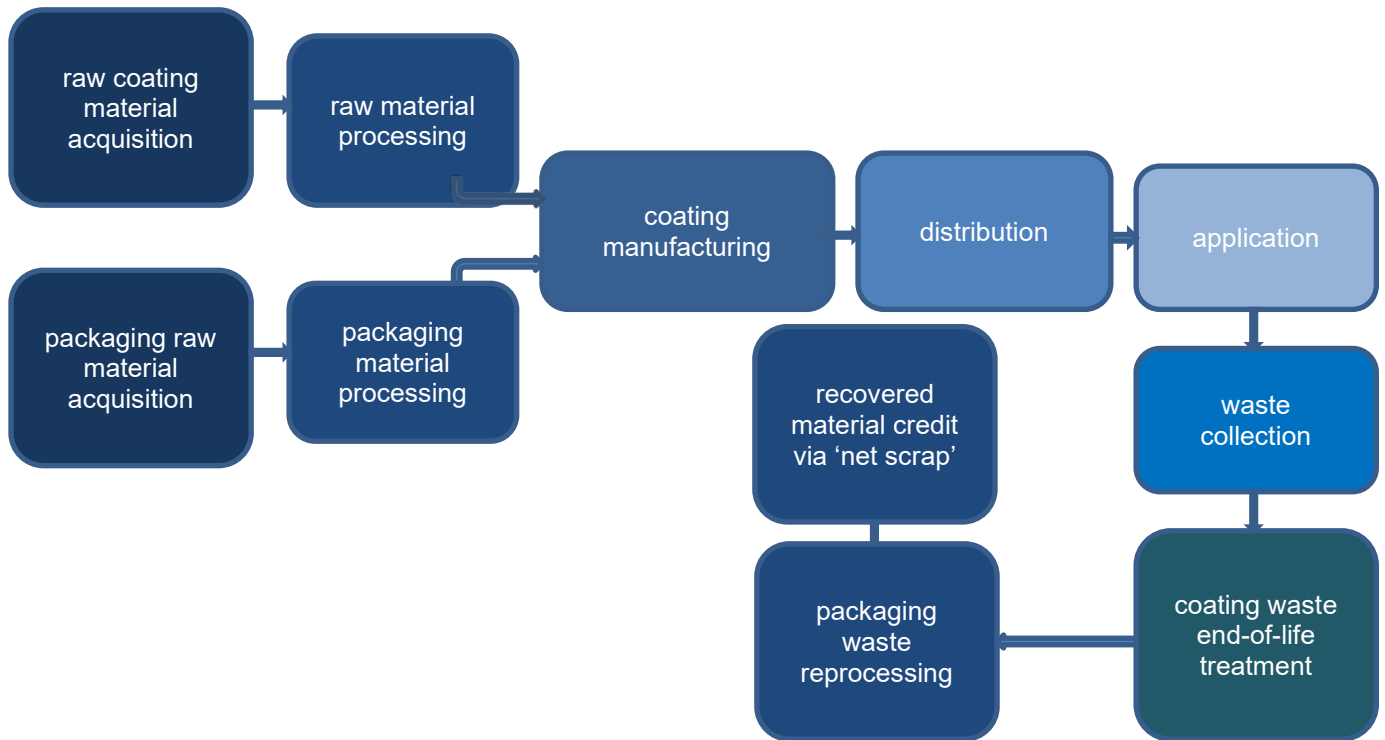 raw coating
material
acquisition
raw material
processing
packaging raw
material
acquisition
packaging
material
processing
coating
manufacturing
distribution
application
waste
collection
coating waste
end-of-life
treatment
packaging
waste
reprocessing
recovered
material credit
via ‘net scrap’